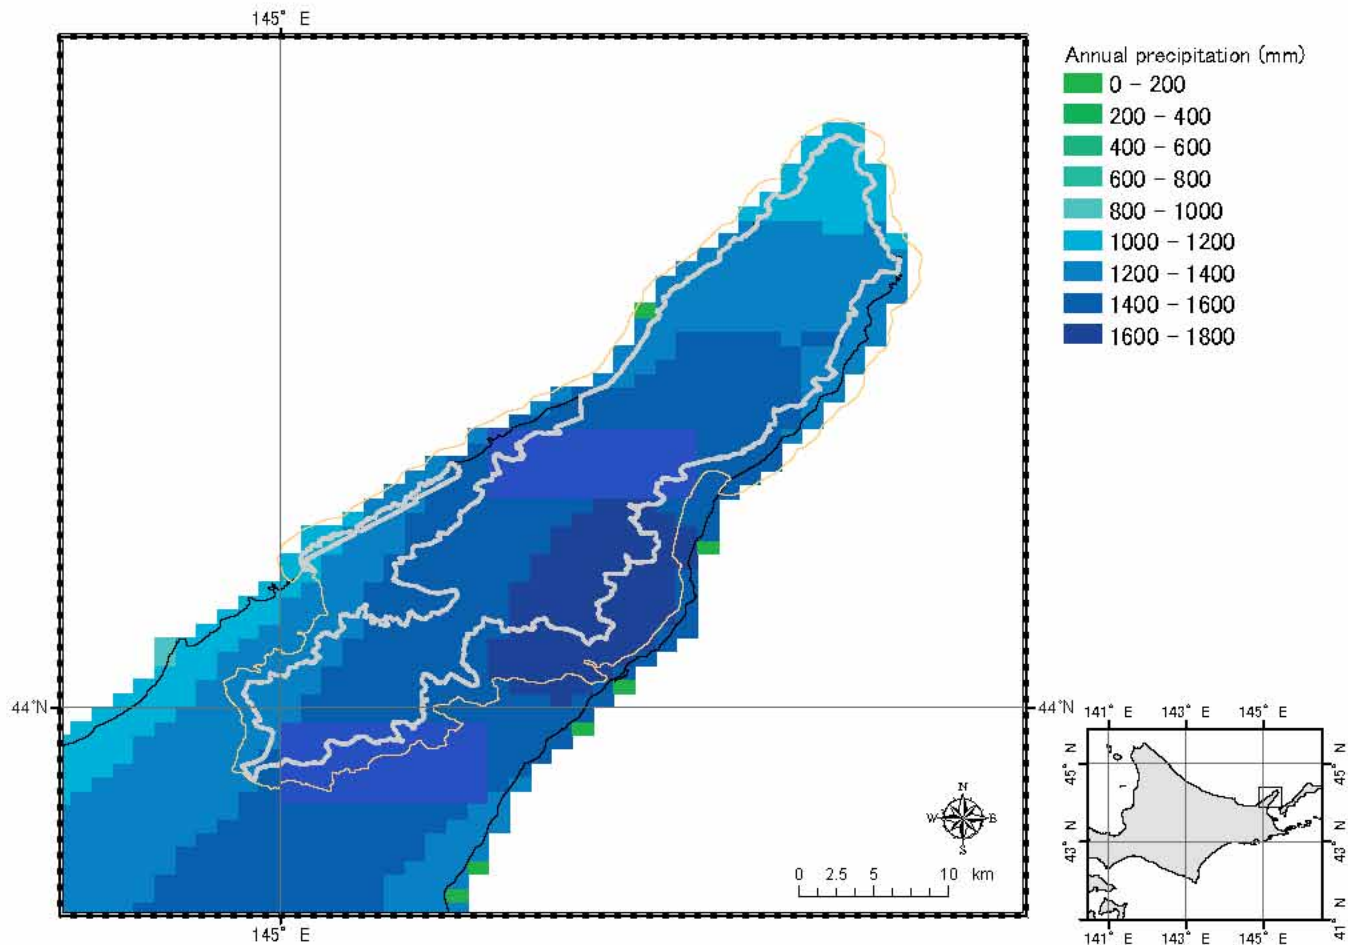 145° E
Annual precipitation (mm)
0 - 200
200 - 400
400 - 600
600 - 800
800 - 1000
1000 - 1200
1200 - 1400
1400 - 1600
1600 - 1800
44°N
44°N
N
W E
S
0 2.5 5 10 km
145° E
141° E 143° E 145° E
45° N
45° N
43° N
43° N
41° N
141° E 143° E 145° E